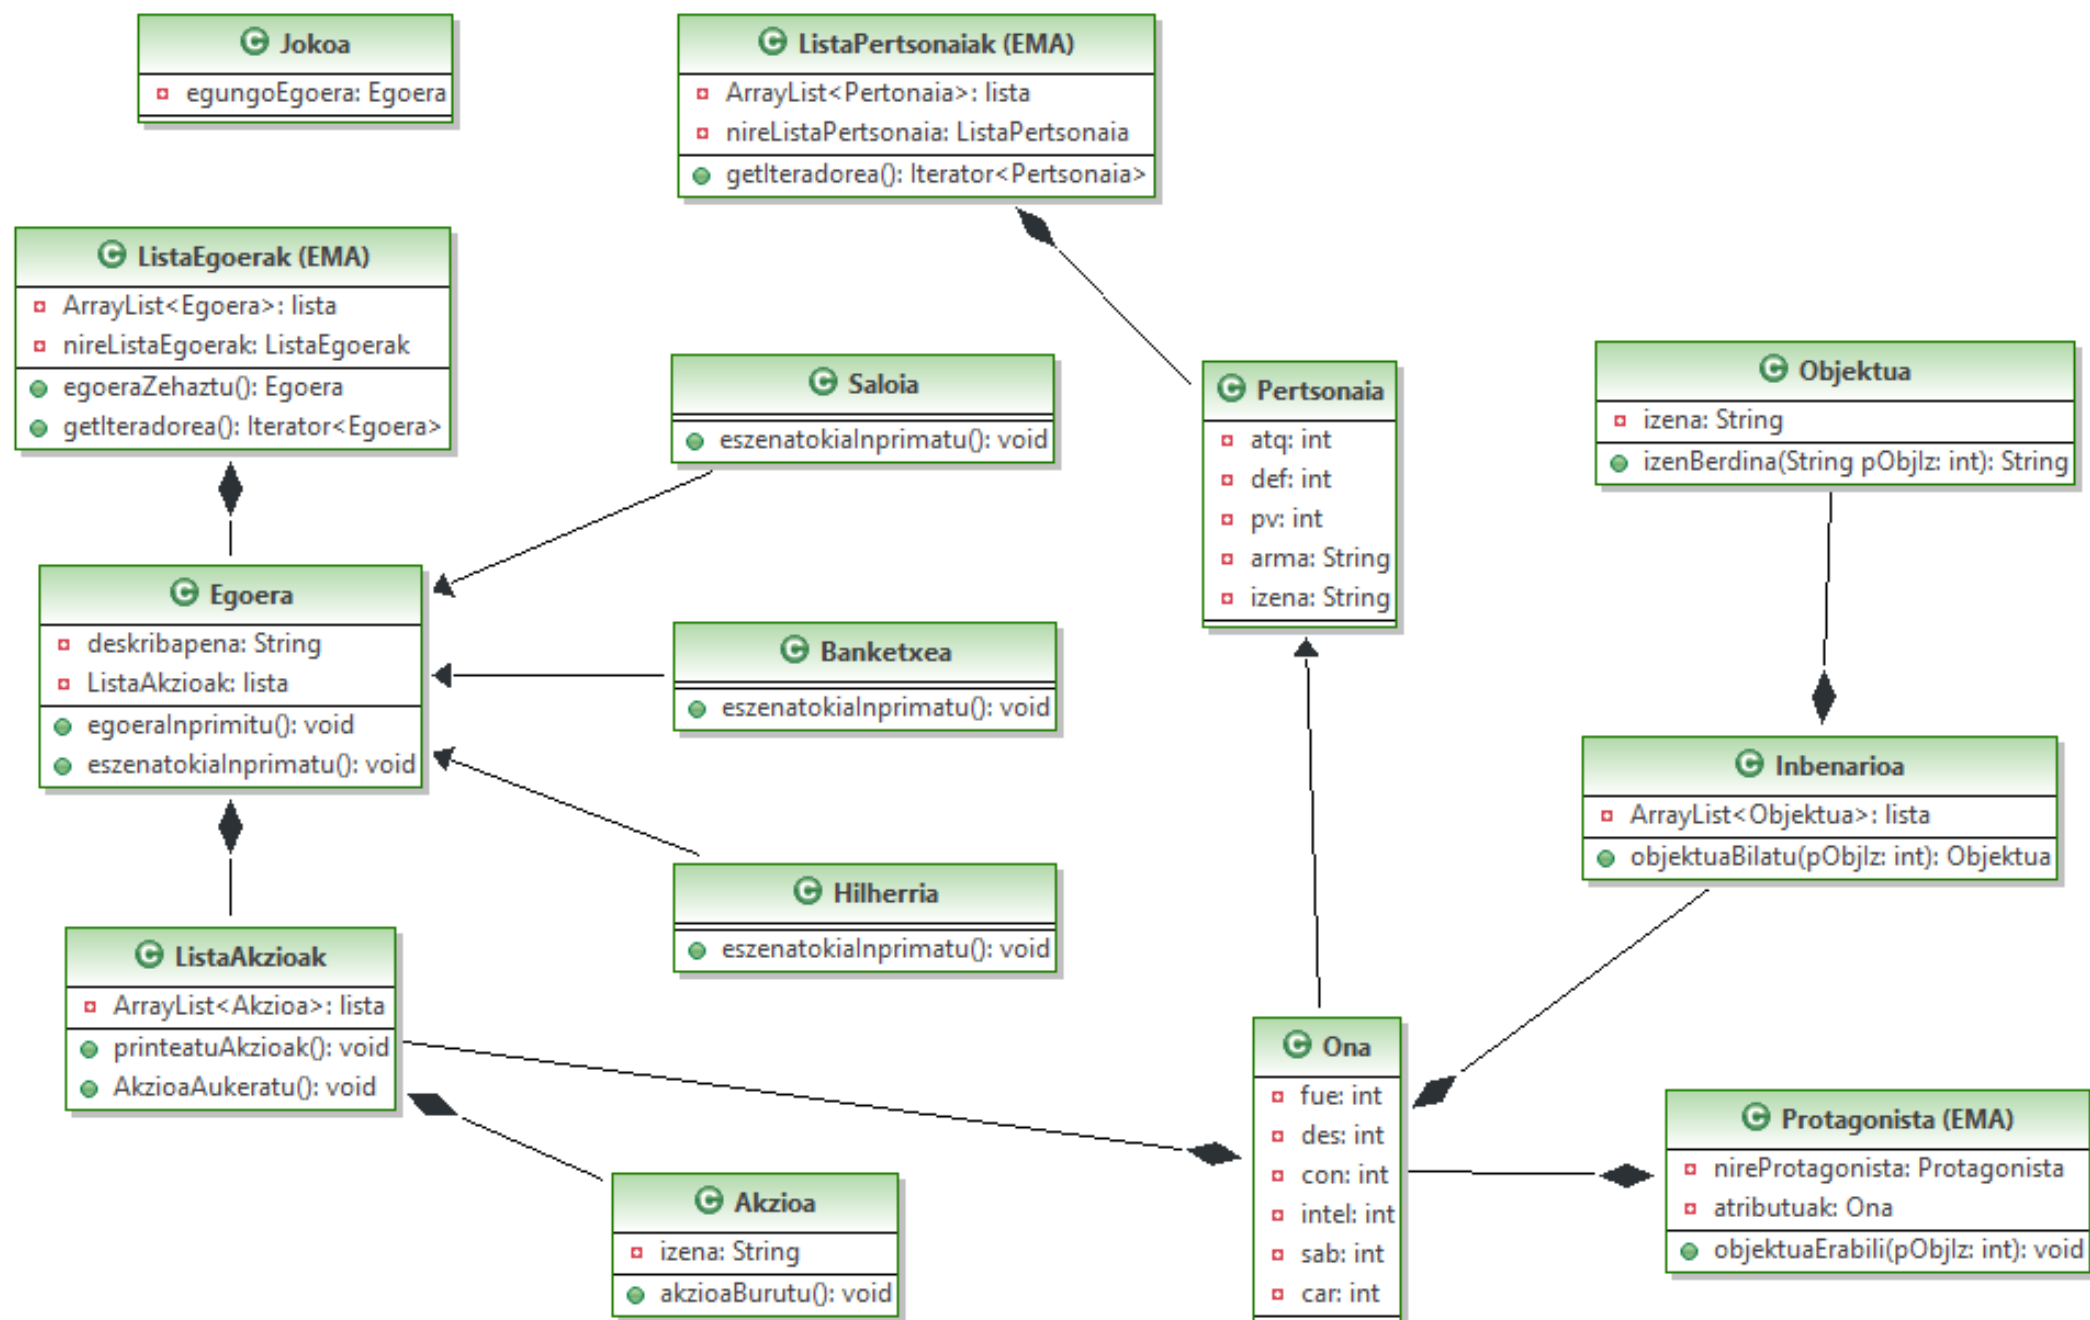 Jokoa
egungoEgoera: Egoera
ListaPertsonaiak (EMA)
ArrayList<Pertonaia>: lista
nireListaPertsonaia: ListaPertsonaia
getIteradorea(): Iterator<Pertsonaia>
ListaEgoerak (EMA)
ArrayList<Egoera>: lista
nireListaEgoerak: ListaEgoerak
egoeraZehaztu(): Egoera
getIteradorea(): Iterator<Egoera>
Saloia
eszenatokiaInprimatu(): void
Pertsonaia
atq: int
def: int
pv: int
arma: String
izena: String
Objektua
izena: String
izenBerdina(String pObjIz: int): String
Egoera
deskribapena: String
ListaAkzioak: lista
egoeraInprimitu(): void
eszenatokiaInprimatu(): void
Banketxea
eszenatokiaInprimatu(): void
Inbenarioa
ArrayList<Objektua>: lista
objektuaBilatu(pObjIz: int): Objektua
Hilherria
eszenatokiaInprimatu(): void
ListaAkzioak
ArrayList<Akzioa>: lista
printeatuAkzioak(): void
AkzioaAukeratu(): void
Ona
fue: int
des: int
con: int
intel: int
sab: int
car: int
Protagonista (EMA)
nireProtagonista: Protagonista
atributuak: Ona
objektuaErabili(pObjIz: int): void
Akzioa
izena: String
akzioaBurutu(): void